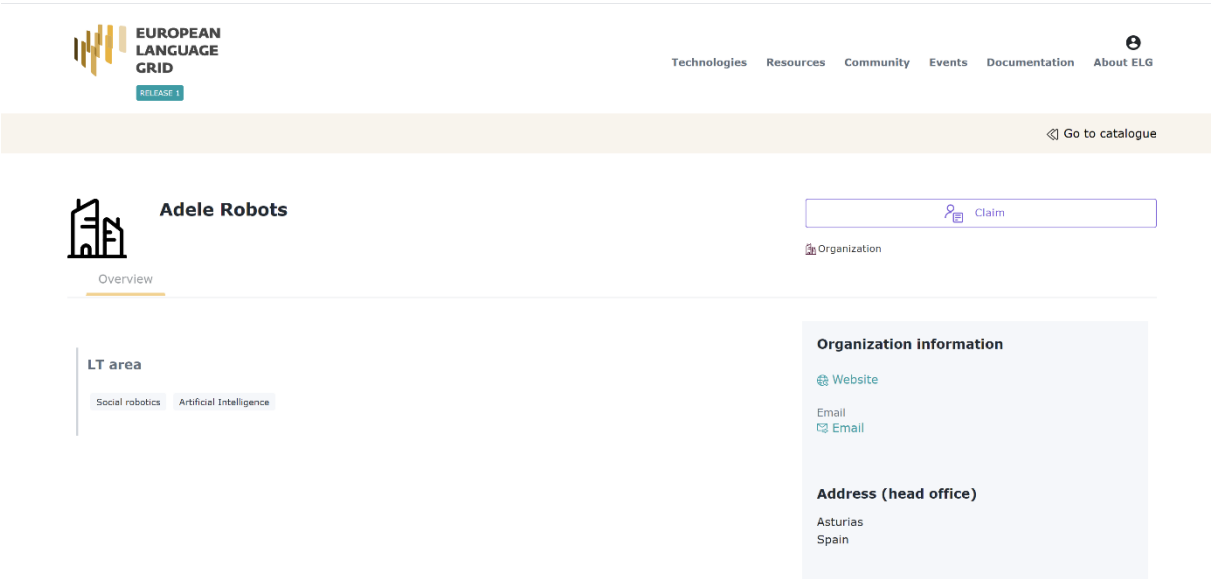 EUROPEAN
LANGUAGE
GRID
RELEASE 1
Technologies Resources Community Events Documentation About ELG
Go to catalogue
Adele Robots
Claim
Organization
Overview
LT area
Social robotics Artificial Intelligence
Organization information
Website
Email
Email
Address (head office)
Asturias
Spain